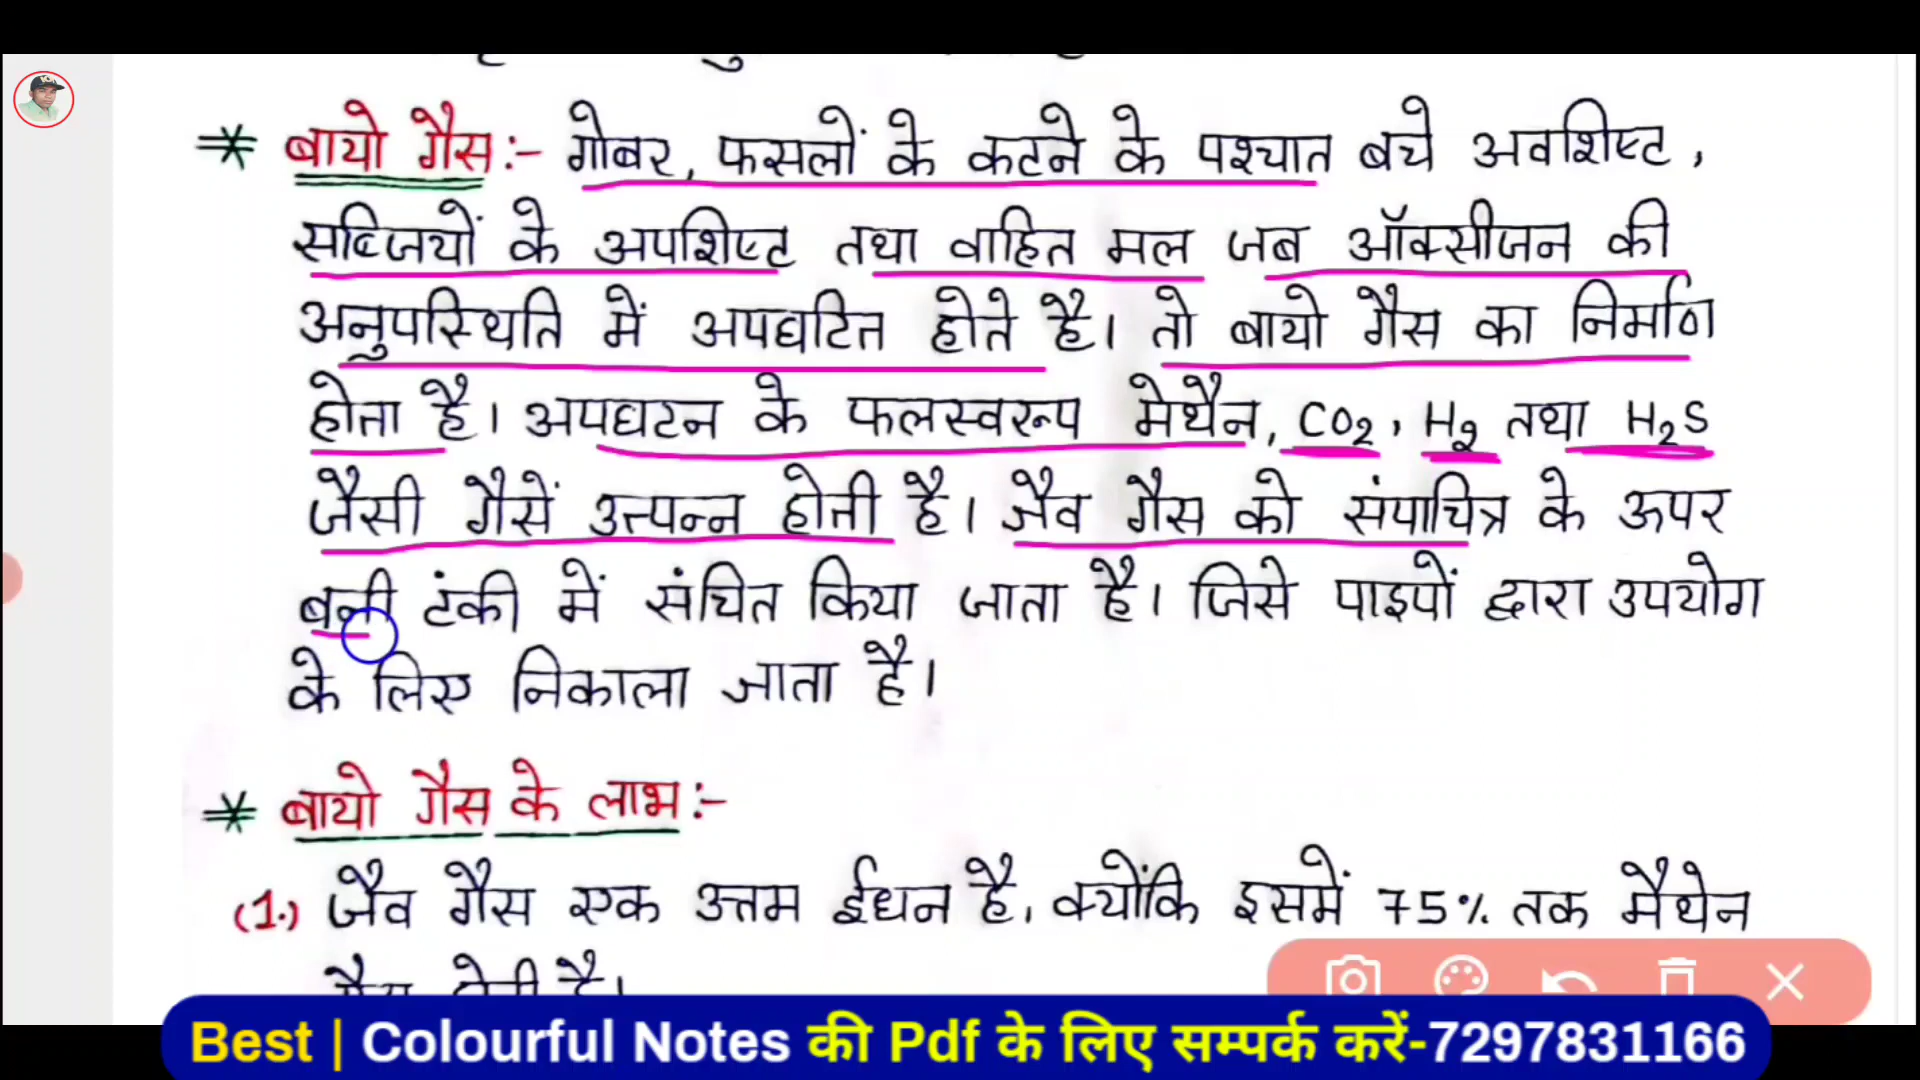 * बायो गैस :- गोबर, फसलों के कटने के पश्चात बचे अवशिष्ट,
सब्जियों के अपशिष्ट तथा वाहित मल जब ऑक्सीजन की
अनुपस्थिति में अपघटित होते है। तो बायो गैस का निर्माण
होता है। अपघटन के फलस्वरूप मेथैन, CO2, H2 तथा H2S
जैसी गैसें उत्पन्न होती है। जैव गैस को संपाचित्र के ऊपर
बनी टंकी में संचित किया जाता है। जिसे पाइपों द्वारा उपयोग
के लिए निकाला जाता है।
* बायो गैस के लाभ :-
(1.) जैव गैस एक उत्तम ईधन है, क्योंकि इसमें 75% तक मैथेन
Best | Colourful Notes की Pdf के लिए सम्पर्क करें-7297831166